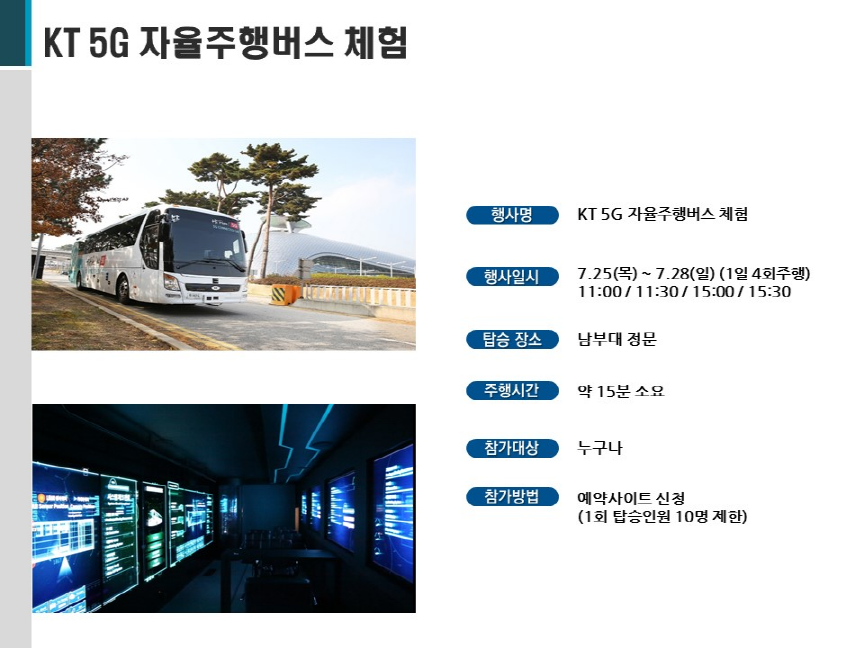 KT 5G 자율주행버스 체험
행사명 KT 5G 자율주행버스 체험
행사일시 7.25(목) ~ 7.28(일) (1일 4회주행)
11:00 / 11:30 / 15:00 / 15:30
탑승 장소 남부대 정문
주행시간 약 15분 소요
참가대상 누구나
참가방법 예약사이트 신청
(1회 탑승인원 10명 제한)